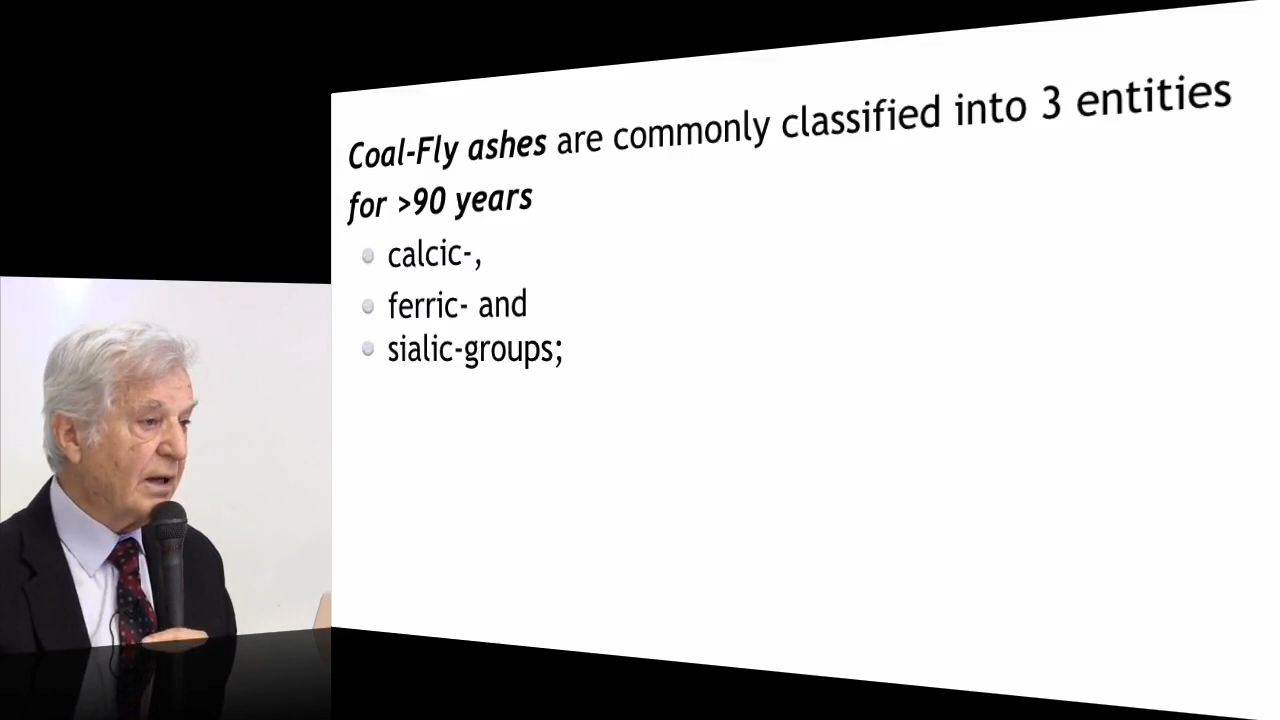 Coal-Fly ashes are commonly classified into 3 entities
for >90 years
calcic-,
ferric- and
sialic-groups;